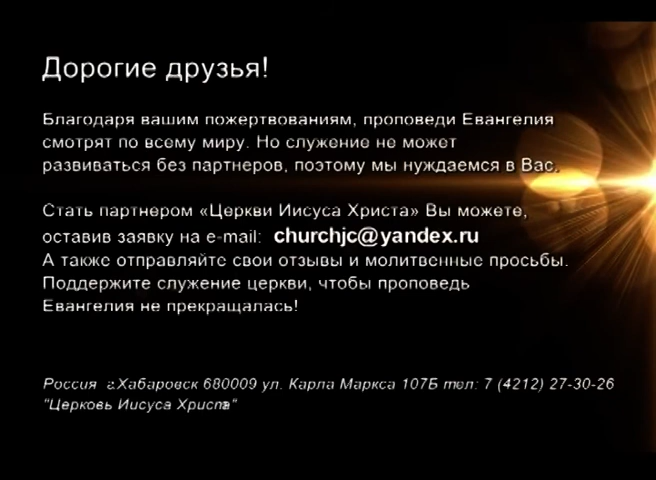 Дорогие друзья!
Благодаря вашим пожертвованиям, проповеди Евангелия
смотрят по всему миру. Но служение не может
развиваться без партнеров, поэтому мы нуждаемся в Вас.
Стать партнером «Церкви Иисуса Христа» Вы можете,
оставив заявку на e-mail: churchjc@yandex.ru
А также отправляйте свои отзывы и молитвенные просьбы.
Поддержите служение церкви, чтобы проповедь
Евангелия не прекращалась!
Россия г.Хабаровск 680009 ул. Карла Маркса 107Б тел: 7 (4212) 27-30-26
"Церковь Иисуса Христа"